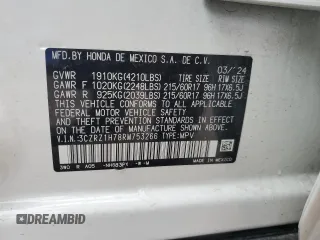 MFD. BY HONDA DE MEXICO S.A. DE C.V. 03/24
GVWR 1910KG(4210LBS) TIRE SIZE RIM SIZE
GAWR F 1020KG(2248LBS) 215/60R17 96H 17X6.5J
GAWR R 925KG(2039LBS) 215/60R17 96H 17X6.5J
THIS VEHICLE CONFORMS TO ALL APPLICABLE
FEDERAL MOTOR VEHICLE SAFETY AND THEFT
PREVENTION STANDARDS IN EFFECT ON THE DATE OF
MANUFACTURE SHOWN ABOVE.
V.I.N.:3CZRZ1H78RM753266 TYPE:MPV
MADE IN MEXICO